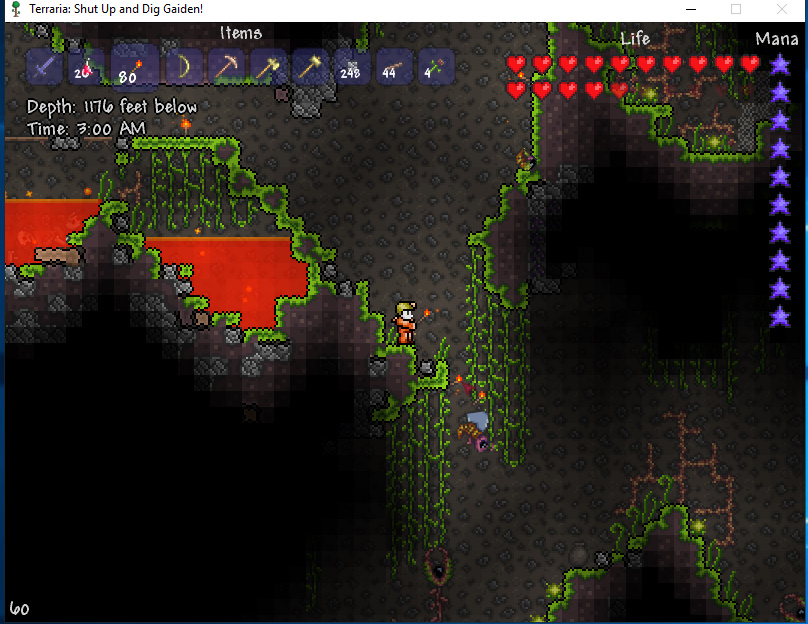 Terraria: Shut Up and Dig Gaiden!
Items
Life
Mana
20
80
248
44
4
Depth: 1176 feet below
Time: 3:00 AM
60